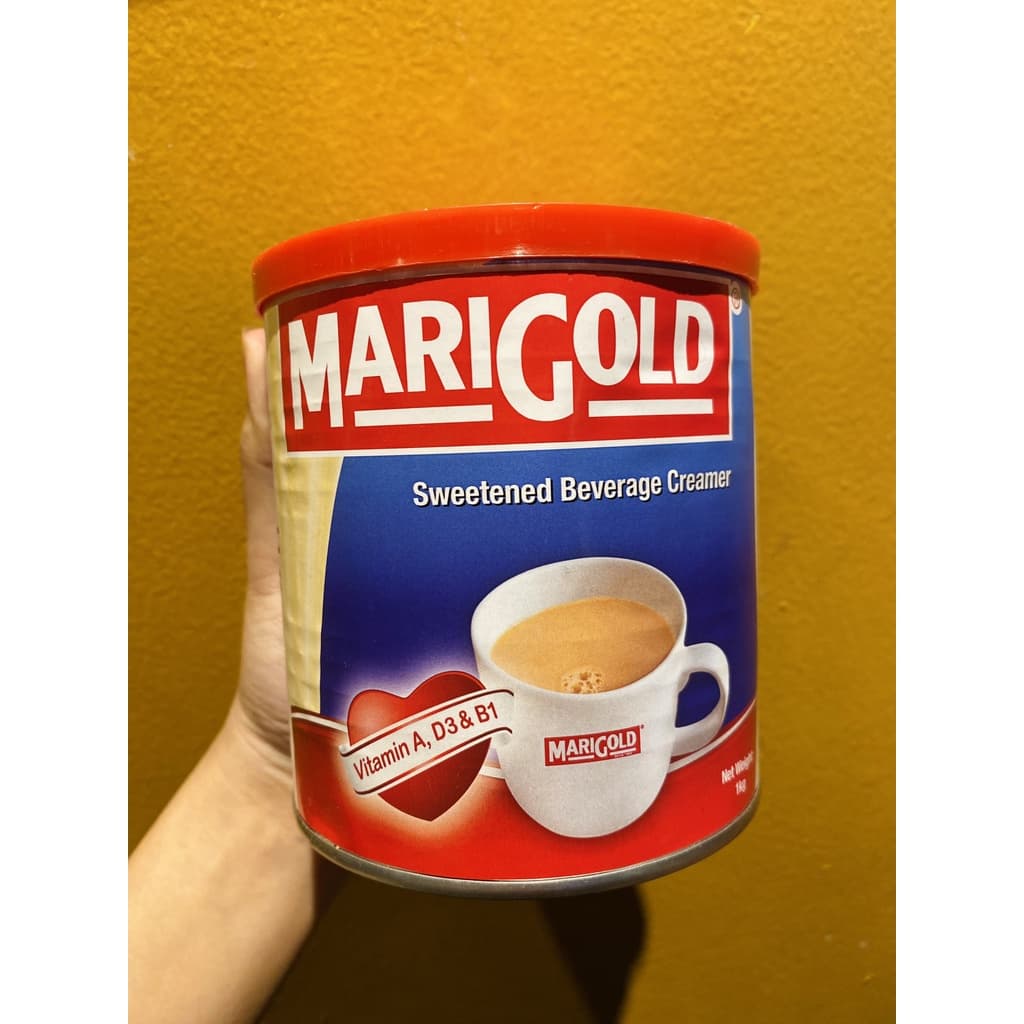 MARIGOLD
Sweetened Beverage Creamer
Vitamin A, D3 & B1
MARIGOLD
Net Weight:
1kg